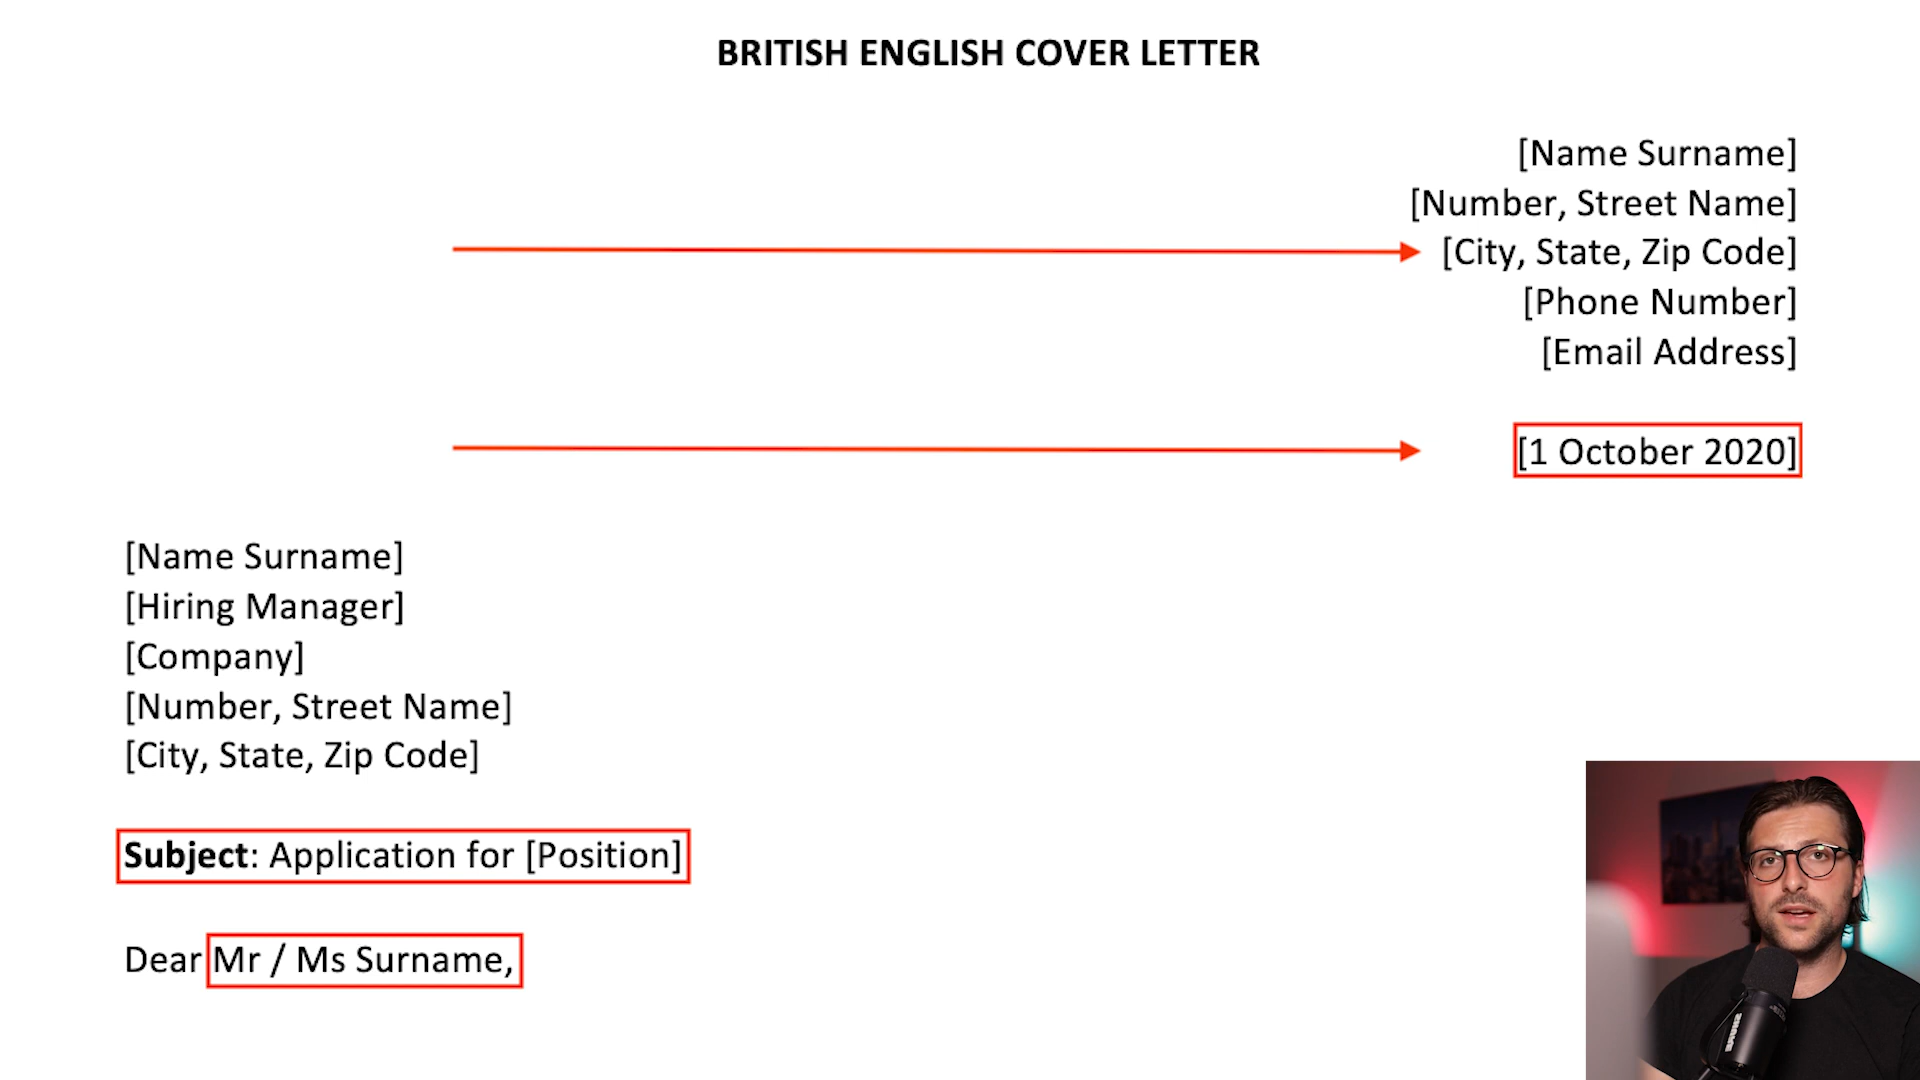 BRITISH ENGLISH COVER LETTER
[Name Surname]
[Number, Street Name]
[City, State, Zip Code]
[Phone Number]
[Email Address]
[1 October 2020]
[Name Surname]
[Hiring Manager]
[Company]
[Number, Street Name]
[City, State, Zip Code]
Subject: Application for [Position]
Dear Mr / Ms Surname,